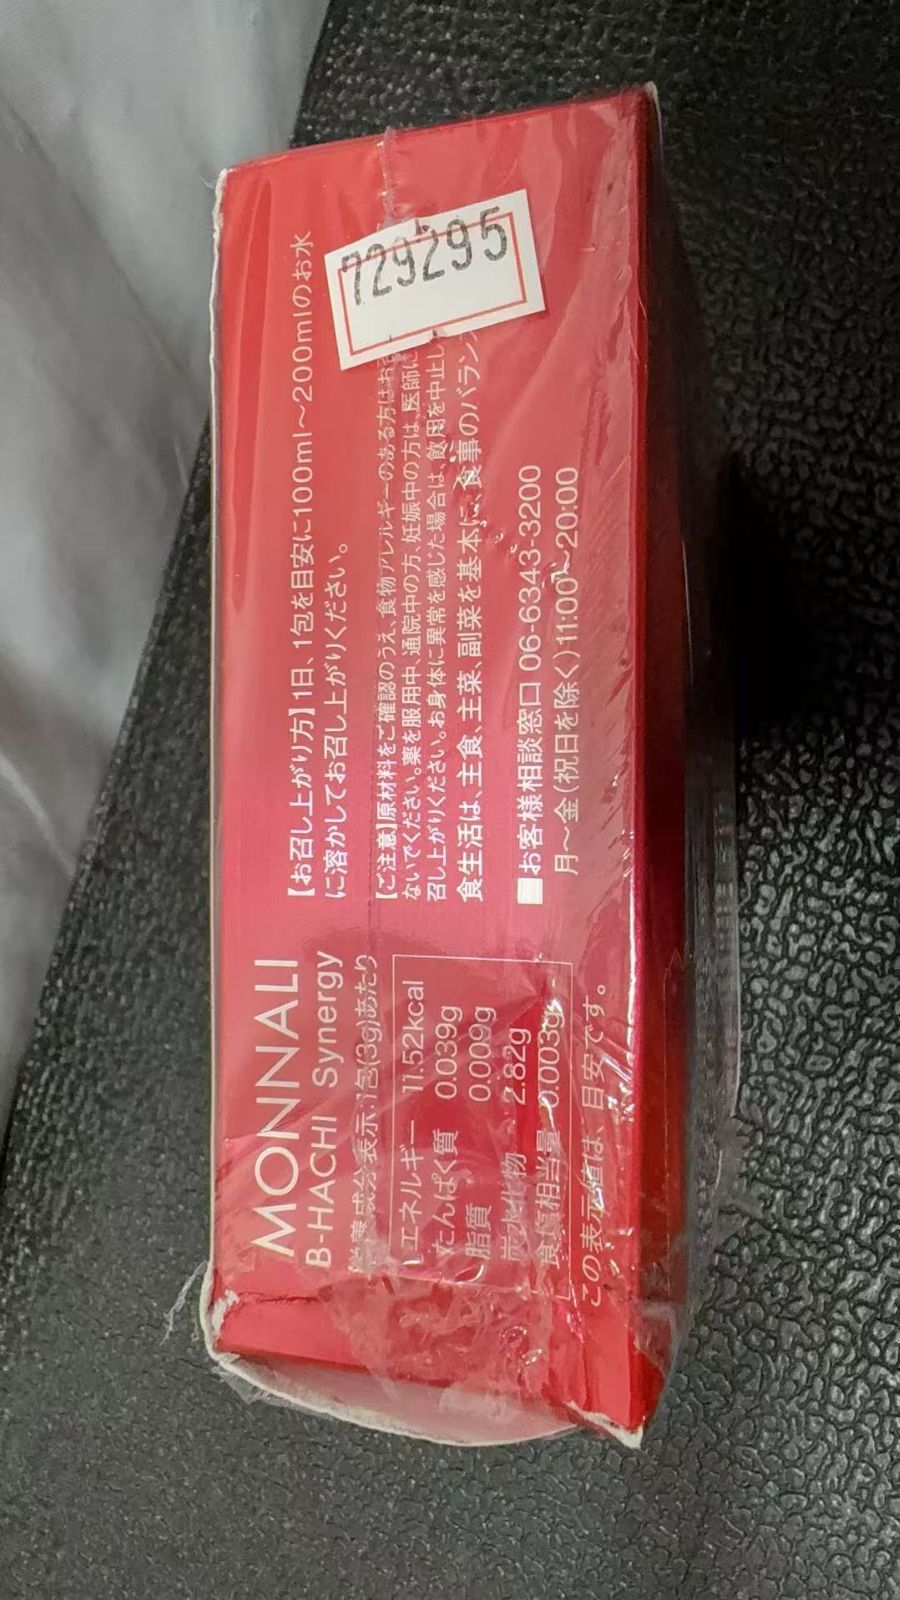 MONNALI
B-HACHI Synergy
栄養成分表示:1包(3g)あたり
エネルギー 11.52kcal
たんぱく質 0.039g
脂質 0.009g
炭水化物 2.82g
食塩相当量 0.003g
この表示値は、目安です。
【お召し上がり方】1日、1包を目安に100ml〜200mlのお水
に溶かしてお召し上がりください。
【ご注意】原材料をご確認のうえ、食物アレルギーのある方はお召
ないでください。薬を服用中、通院中の方、妊娠中の方は、医師に
召し上がりください。お身体に異常を感じた場合は、飲用を中止し
食生活は、主食、主菜、副菜を基本に、食事のバラン
■お客様相談窓口 06-6343-3200
月〜金(祝日を除く)11:00〜20:00
729295